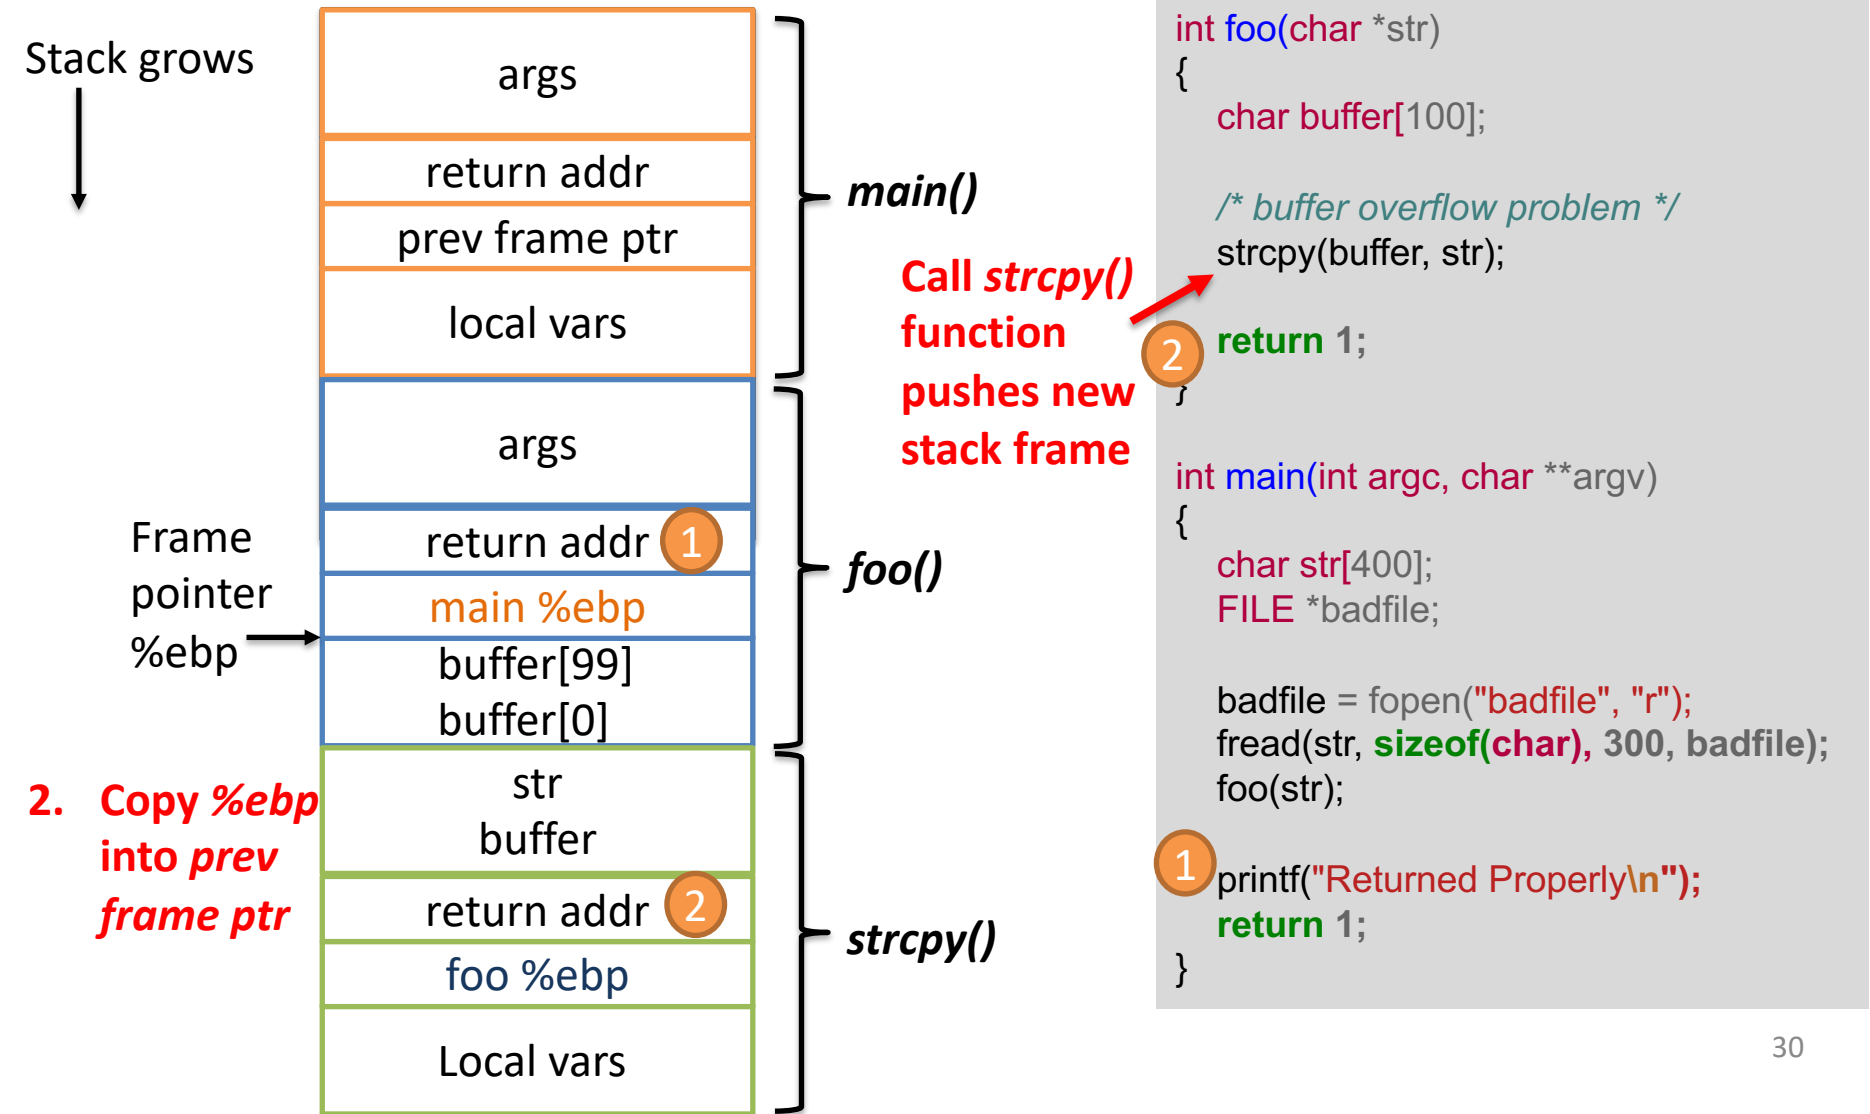 Stack grows
args
return addr
prev frame ptr
local vars
main()
args
return addr 1
main %ebp
buffer[99]
buffer[0]
foo()
Frame
pointer
%ebp
str
buffer
return addr 2
foo %ebp
Local vars
strcpy()
2. Copy %ebp
into prev
frame ptr
Call strcpy()
function
pushes new
stack frame
int foo(char *str)
{
char buffer[100];
/* buffer overflow problem */
strcpy(buffer, str);
2 return 1;
}
int main(int argc, char **argv)
{
char str[400];
FILE *badfile;
badfile = fopen("badfile", "r");
fread(str, sizeof(char), 300, badfile);
foo(str);
1 printf("Returned Properly\n");
return 1;
}
30